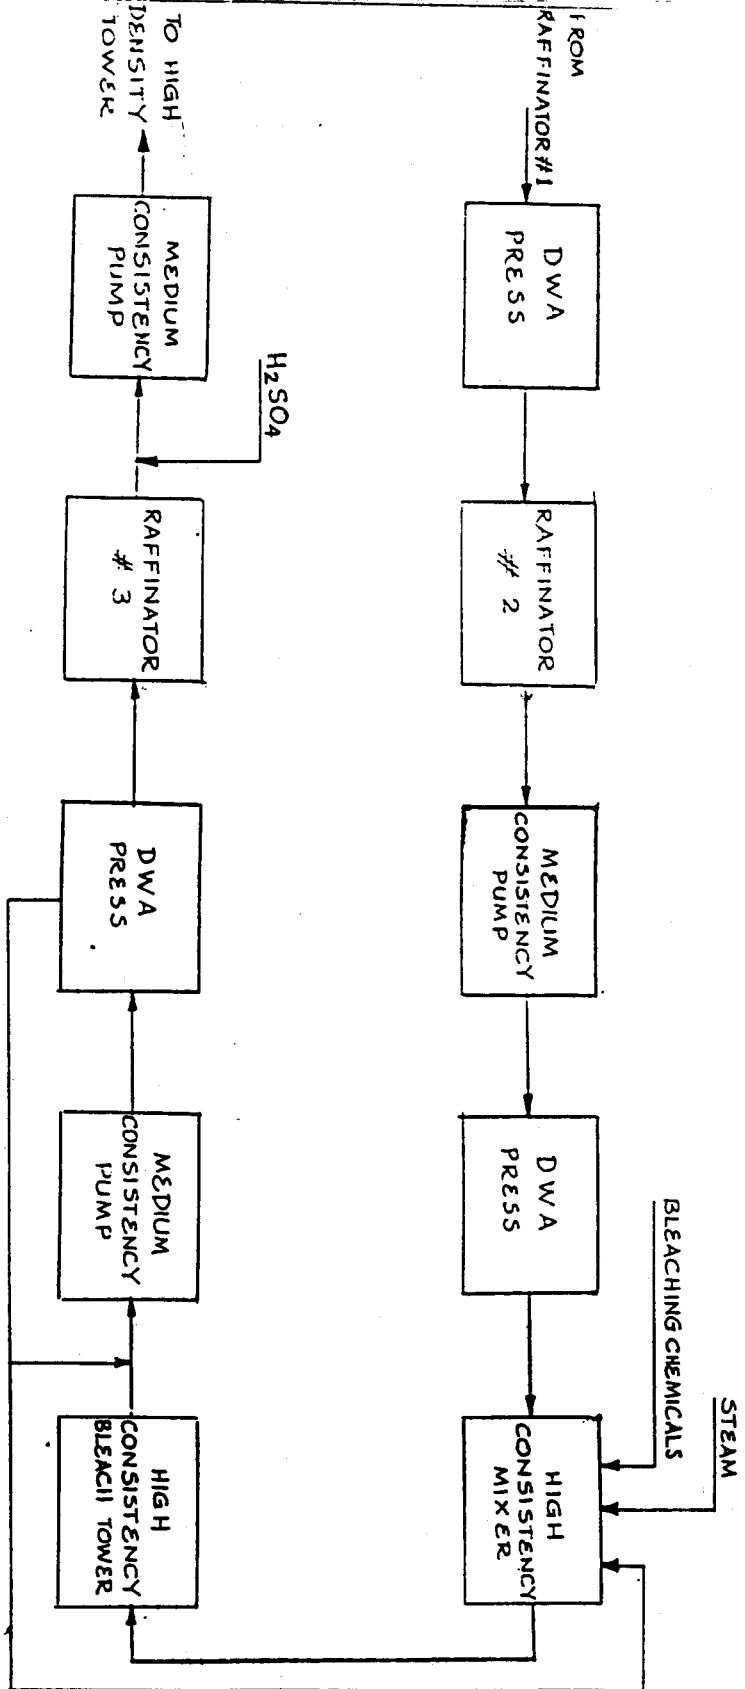 FROM
RAFFINATOR #1
DWA
PRESS
RAFFINATOR
# 2
MEDIUM
CONSISTENCY
PUMP
DWA
PRESS
BLEACHING CHEMICALS
STEAM
HIGH
CONSISTENCY
MIXER
HIGH
CONSISTENCY
BLEACH TOWER
MEDIUM
CONSISTENCY
PUMP
DWA
PRESS
RAFFINATOR
# 3
H₂SO₄
MEDIUM
CONSISTENCY
PUMP
TO HIGH
DENSITY
TOWER